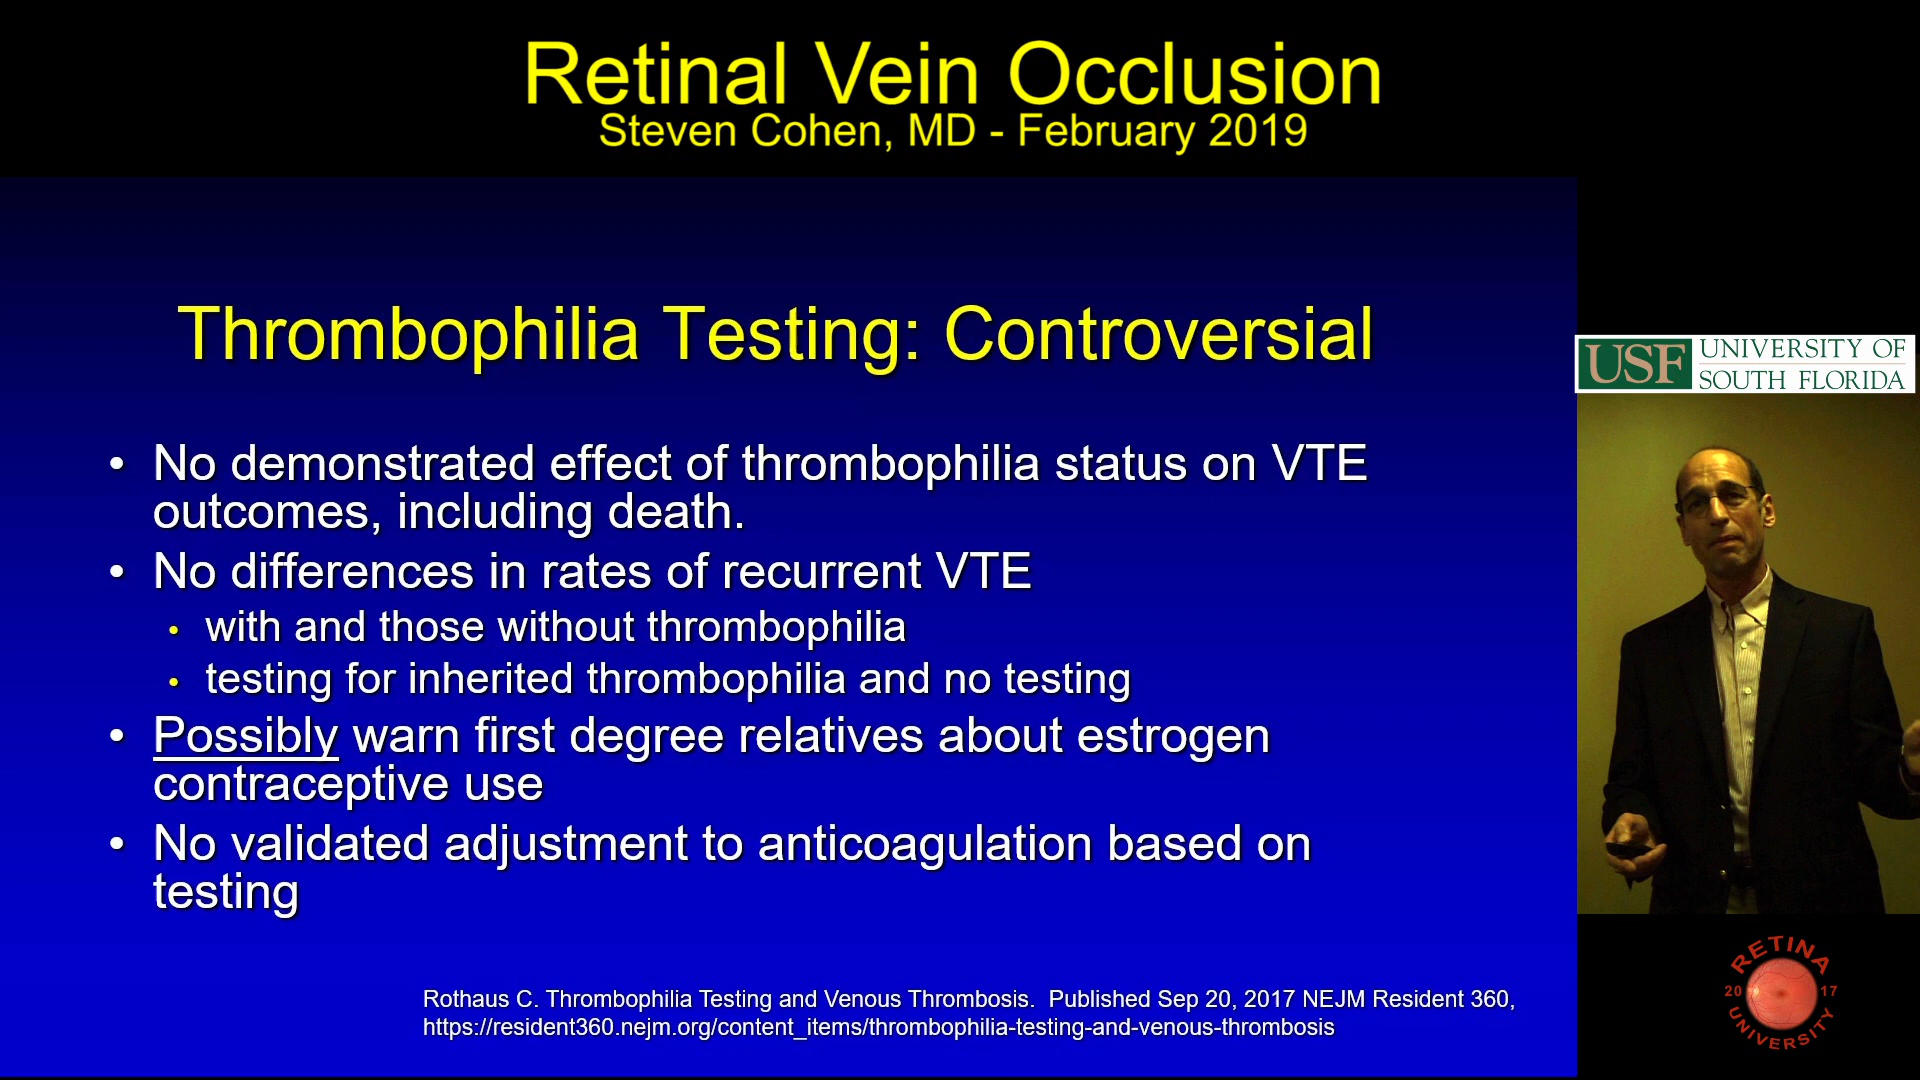 Retinal Vein Occlusion
Steven Cohen, MD - February 2019
Thrombophilia Testing: Controversial
• No demonstrated effect of thrombophilia status on VTE
outcomes, including death.
• No differences in rates of recurrent VTE
• with and those without thrombophilia
• testing for inherited thrombophilia and no testing
• Possibly warn first degree relatives about estrogen
contraceptive use
• No validated adjustment to anticoagulation based on
testing
Rothaus C. Thrombophilia Testing and Venous Thrombosis.  Published Sep 20, 2017 NEJM Resident 360,
https://resident360.nejm.org/content_items/thrombophilia-testing-and-venous-thrombosis
USF UNIVERSITY OF
SOUTH FLORIDA
RETINA
20 17
UNIVERSITY